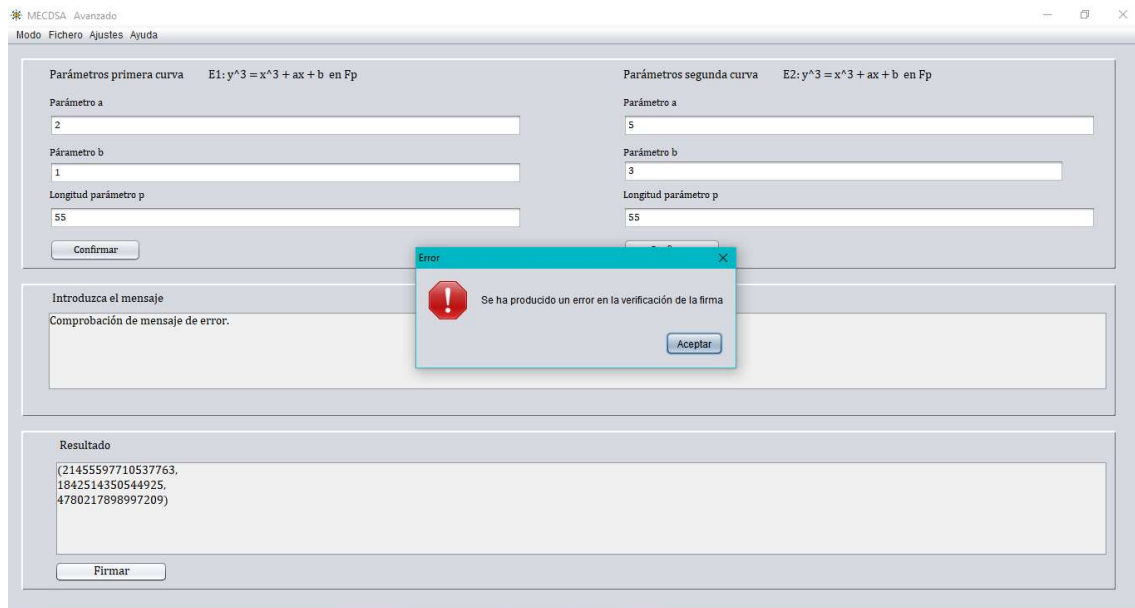 MECDSA Avanzado
Modo Fichero Ajustes Ayuda
Parámetros primera curva E1: y^3 = x^3 + ax + b en Fp
Parámetro a
2
Párametro b
1
Longitud parámetro p
55
Confirmar
Parámetros segunda curva E2: y^3 = x^3 + ax + b en Fp
Parámetro a
5
Parámetro b
3
Longitud parámetro p
55
Error
Se ha producido un error en la verificación de la firma
Aceptar
Introduzca el mensaje
Comprobación de mensaje de error.
Resultado
(21455597710537763,
1842514350544925,
4780217898997209)
Firmar